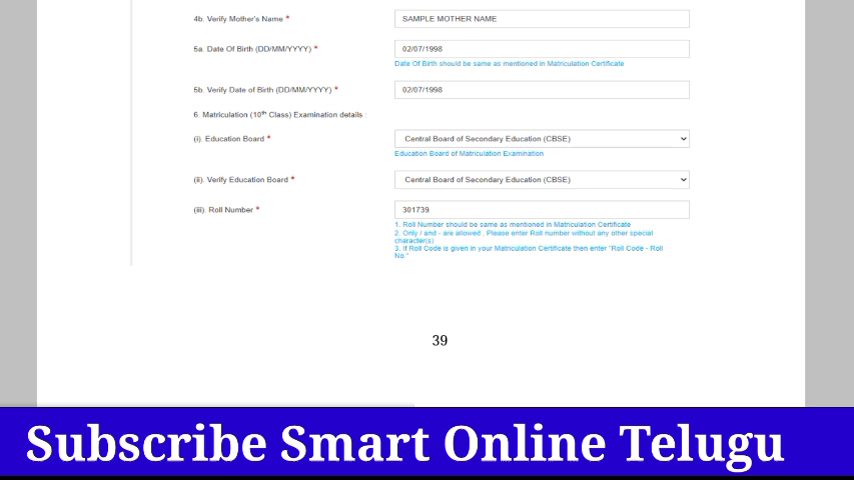 4b. Verify Mother's Name *
SAMPLE MOTHER NAME
5a. Date Of Birth (DD/MM/YYYY) *
02/07/1998
Date Of Birth should be same as mentioned in Matriculation Certificate
5b. Verify Date of Birth (DD/MM/YYYY) *
02/07/1998
6. Matriculation (10th Class) Examination details :
(i). Education Board *
Central Board of Secondary Education (CBSE)
Education Board of Matriculation Examination
(ii). Verify Education Board *
Central Board of Secondary Education (CBSE)
(iii). Roll Number *
301739
1. Roll Number should be same as mentioned in Matriculation Certificate
2. Only / and - are allowed , Please enter Roll number without any other special
character(s)
3. If Roll Code is given in your Matriculation Certificate then enter "Roll Code - Roll
No."
39
Subscribe Smart Online Telugu